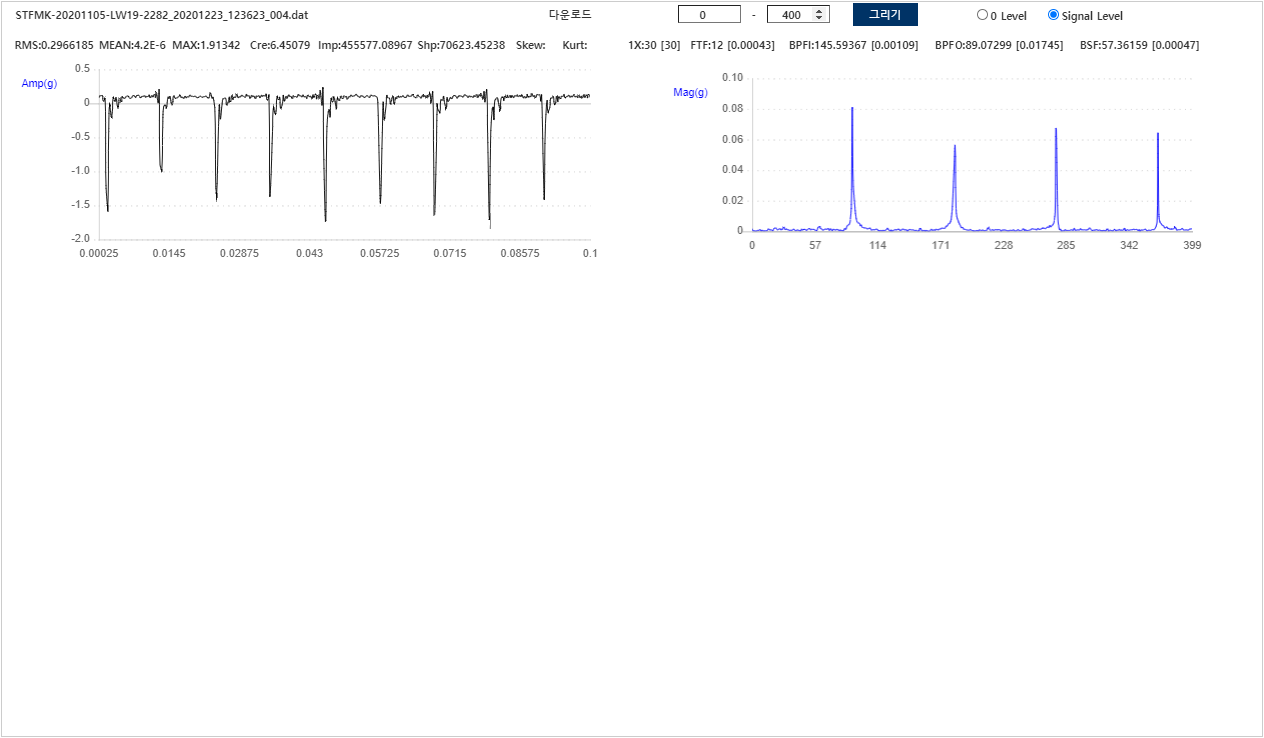 STFMK-20201105-LW19-2282_20201223_123623_004.dat 다운로드 0 - 400 그리기 0 Level Signal Level
RMS:0.2966185 MEAN:4.2E-6 MAX:1.91342 Cre:6.45079 Imp:455577.08967 Shp:70623.45238 Skew: Kurt: 1X:30 [30] FTF:12 [0.00043] BPFI:145.59367 [0.00109] BPFO:89.07299 [0.01745] BSF:57.36159 [0.00047]
Amp(g)
0.5
0
-0.5
-1.0
-1.5
-2.0
0.00025 0.0145 0.02875 0.043 0.05725 0.0715 0.08575 0.1
Mag(g)
0.10
0.08
0.06
0.04
0.02
0
0 57 114 171 228 285 342 399